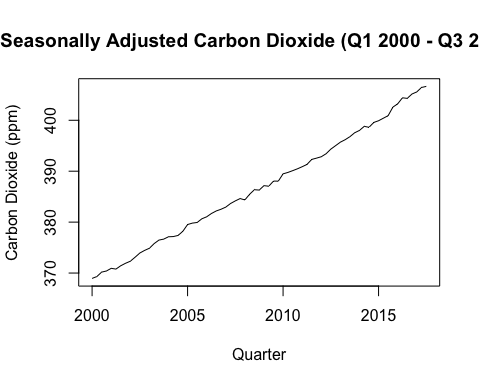 Seasonally Adjusted Carbon Dioxide (Q1 2000 - Q3 2
Carbon Dioxide (ppm)
400
390
380
370
2000 2005 2010 2015
Quarter